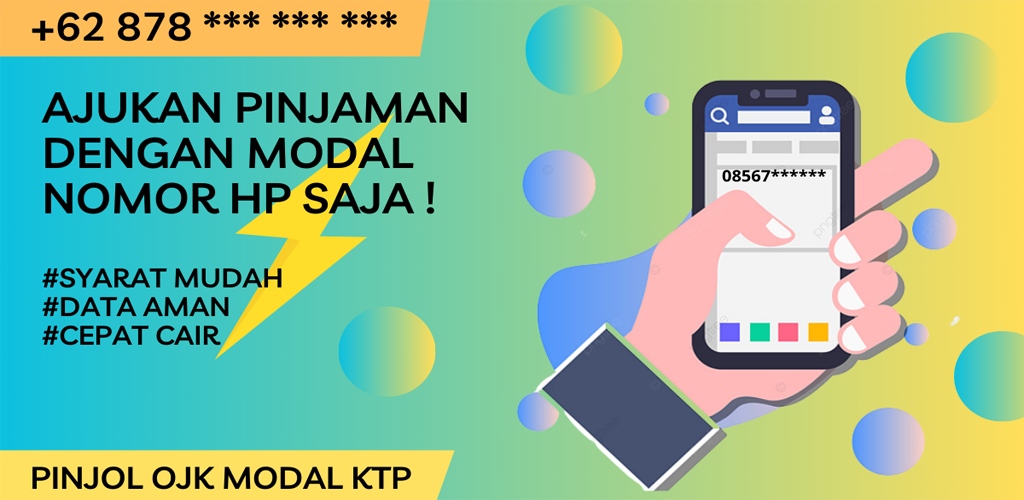 +62 878 *** *** ***
AJUKAN PINJAMAN
DENGAN MODAL
NOMOR HP SAJA !
#SYARAT MUDAH
#DATA AMAN
#CEPAT CAIR
08567******
PINJOL OJK MODAL KTP